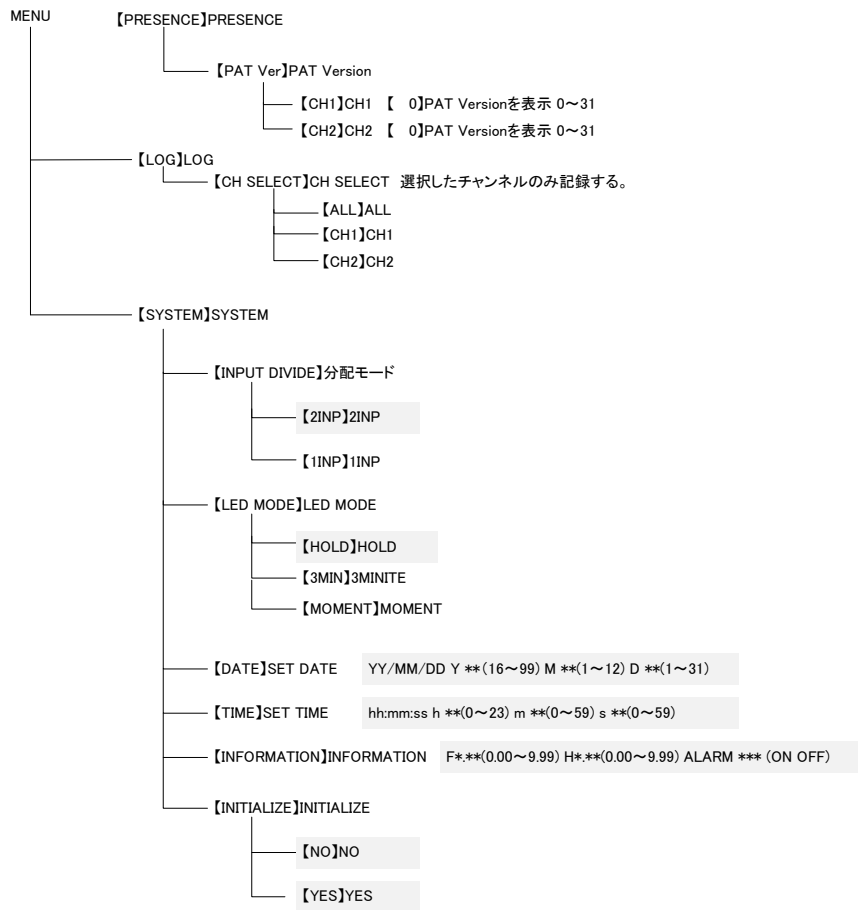 MENU 【PRESENCE】PRESENCE
【PAT Ver】PAT Version
【CH1】CH1 【 0】PAT Versionを表示 0～31
【CH2】CH2 【 0】PAT Versionを表示 0～31
【LOG】LOG
【CH SELECT】CH SELECT 選択したチャンネルのみ記録する。
【ALL】ALL
【CH1】CH1
【CH2】CH2
【SYSTEM】SYSTEM
【INPUT DIVIDE】分配モード
【2INP】2INP
【1INP】1INP
【LED MODE】LED MODE
【HOLD】HOLD
【3MIN】3MINITE
【MOMENT】MOMENT
【DATE】SET DATE YY/MM/DD Y **(16～99) M **(1～12) D **(1～31)
【TIME】SET TIME hh:mm:ss h **(0～23) m **(0～59) s **(0～59)
【INFORMATION】INFORMATION F*.**(0.00～9.99) H*.**(0.00～9.99) ALARM *** (ON OFF)
【INITIALIZE】INITIALIZE
【NO】NO
【YES】YES